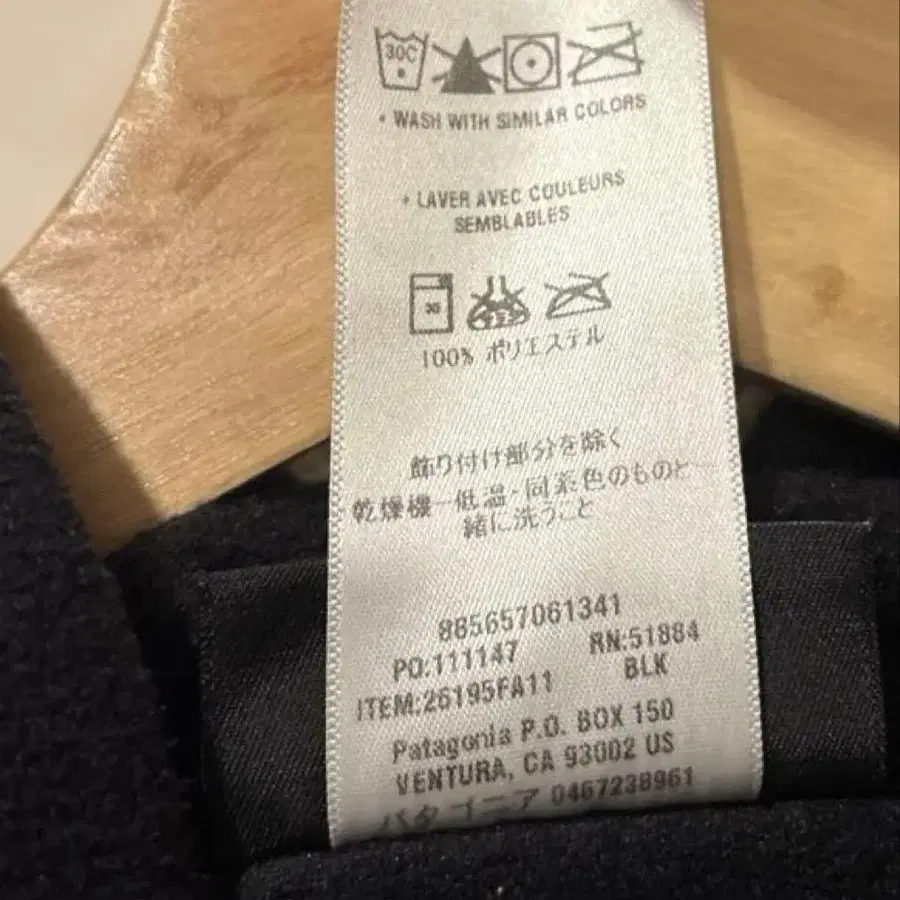 30C
• WASH WITH SIMILAR COLORS
• LAVER AVEC COULEURS
SEMBLABLES
30
100% ポリエステル
飾り付け部分を除く
乾燥機一低温・同系色のものと一
緒に洗うこと
885657061341
PO:111147 RN:51884
ITEM:26195FA11 BLK
Patagonia P.O. BOX 150
VENTURA, CA 93002 US
パタゴニア 0467238961